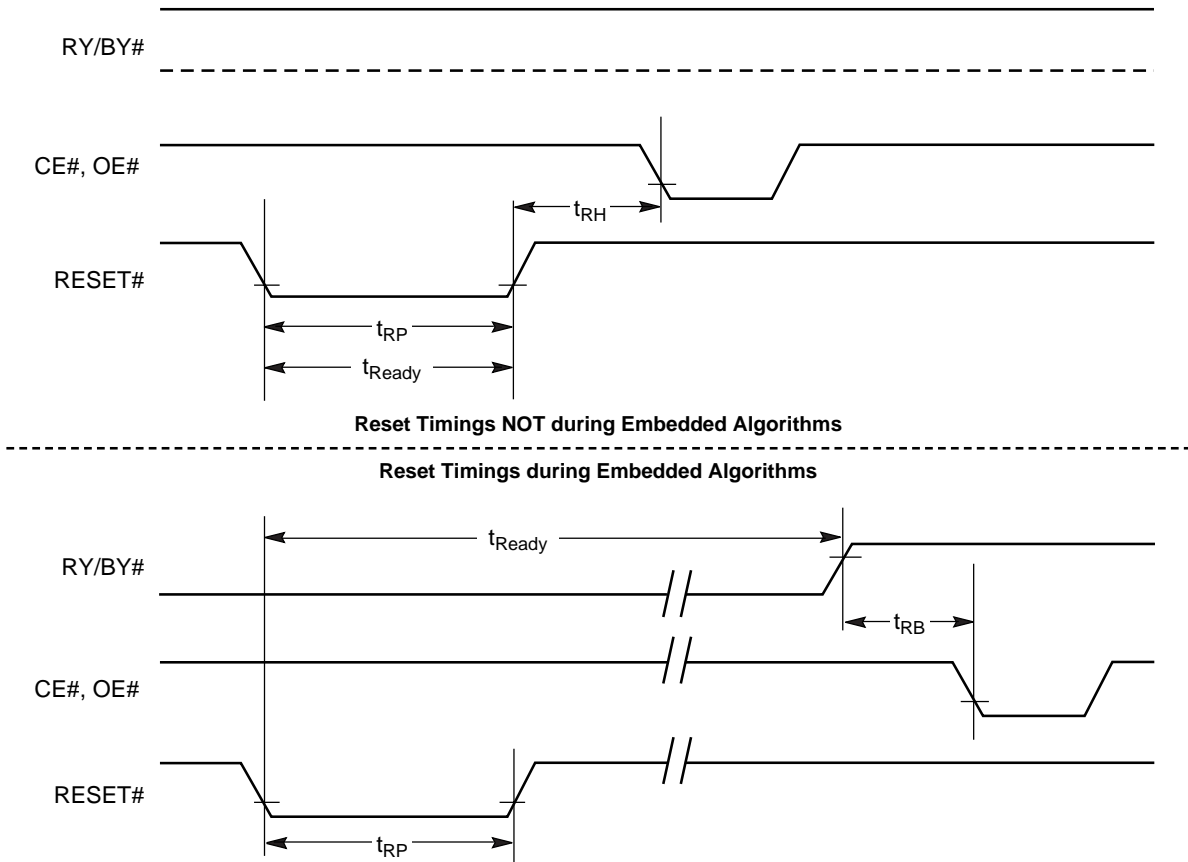 RY/BY#
CE#, OE#
tRH
RESET#
tRP
tReady
Reset Timings NOT during Embedded Algorithms
Reset Timings during Embedded Algorithms
tReady
RY/BY#
tRB
CE#, OE#
RESET#
tRP